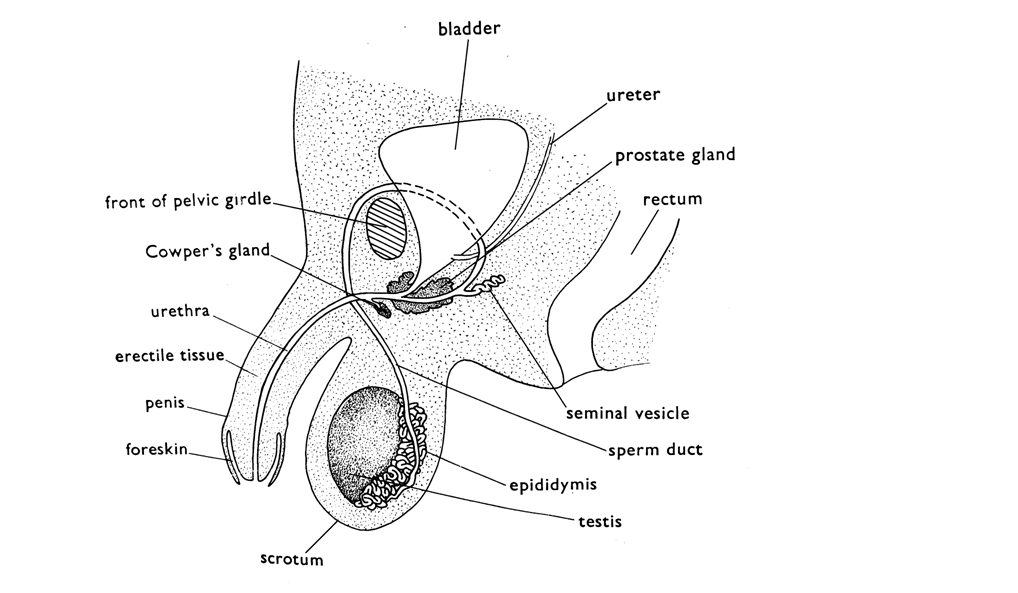 bladder
ureter
prostate gland
rectum
front of pelvic girdle
Cowper's gland
urethra
erectile tissue
penis
foreskin
seminal vesicle
sperm duct
epididymis
testis
scrotum